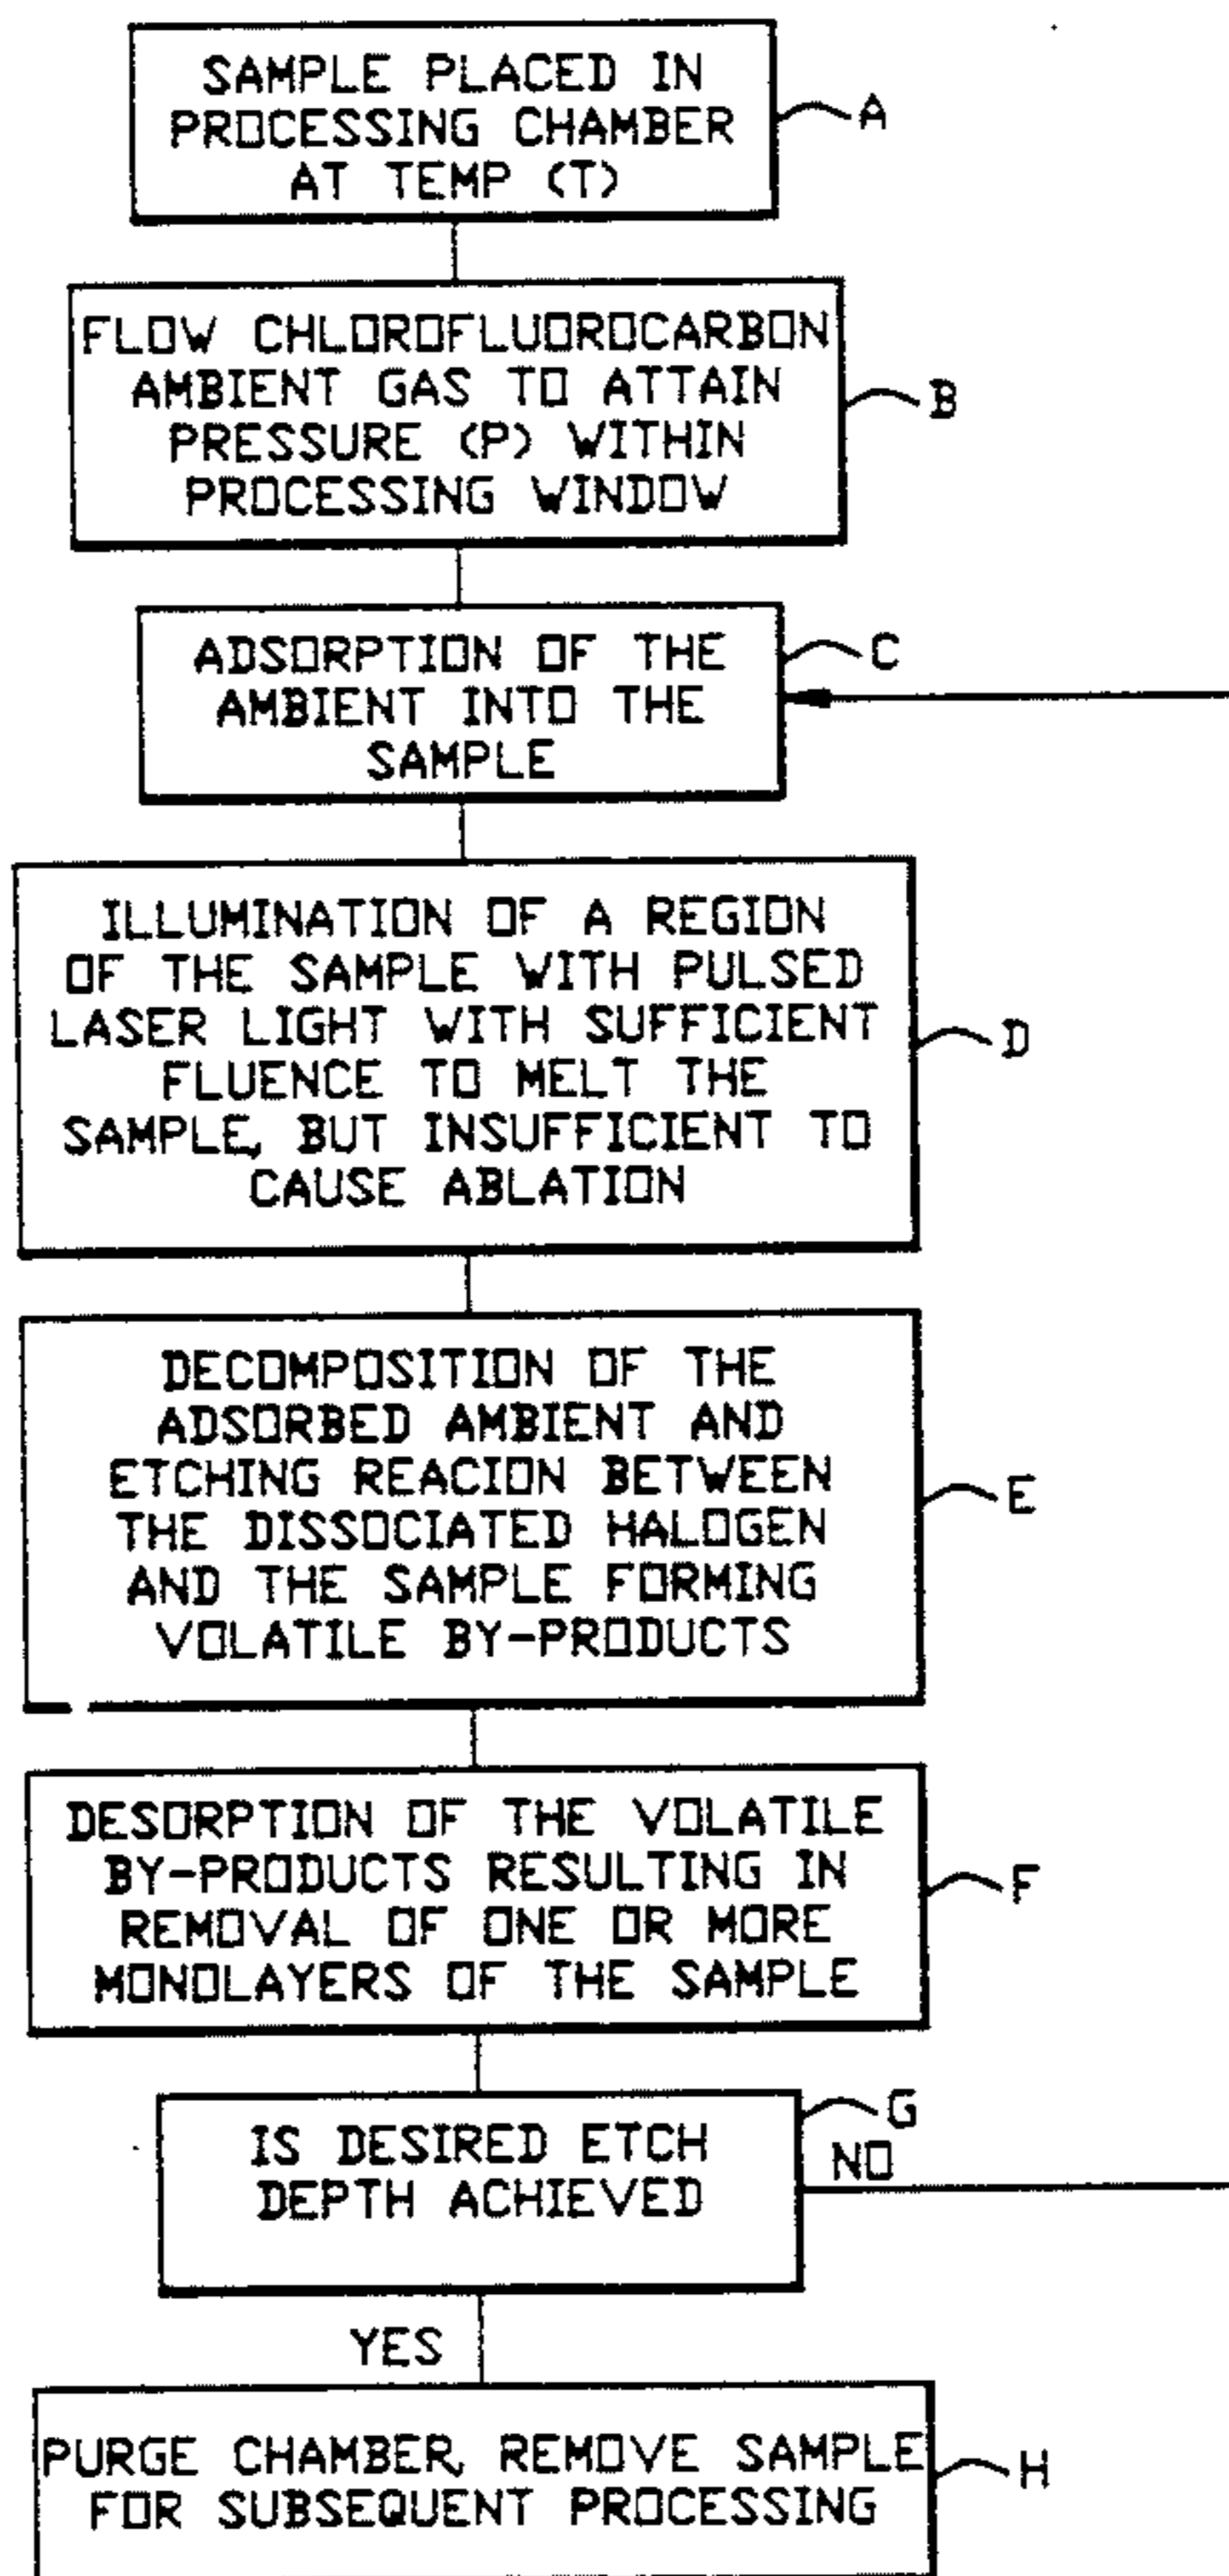 SAMPLE PLACED IN
PROCESSING CHAMBER
AT TEMP (T)
A
FLOW CHLOROFLUOROCARBON
AMBIENT GAS TO ATTAIN
PRESSURE (P) WITHIN
PROCESSING WINDOW
B
ADSORPTION OF THE
AMBIENT INTO THE
SAMPLE
C
ILLUMINATION OF A REGION
OF THE SAMPLE WITH PULSED
LASER LIGHT WITH SUFFICIENT
FLUENCE TO MELT THE
SAMPLE, BUT INSUFFICIENT TO
CAUSE ABLATION
D
DECOMPOSITION OF THE
ADSORBED AMBIENT AND
ETCHING REACION BETWEEN
THE DISSOCIATED HALOGEN
AND THE SAMPLE FORMING
VOLATILE BY-PRODUCTS
E
DESORPTION OF THE VOLATILE
BY-PRODUCTS RESULTING IN
REMOVAL OF ONE OR MORE
MONOLAYERS OF THE SAMPLE
F
IS DESIRED ETCH
DEPTH ACHIEVED
G
NO
YES
PURGE CHAMBER, REMOVE SAMPLE
FOR SUBSEQUENT PROCESSING
H